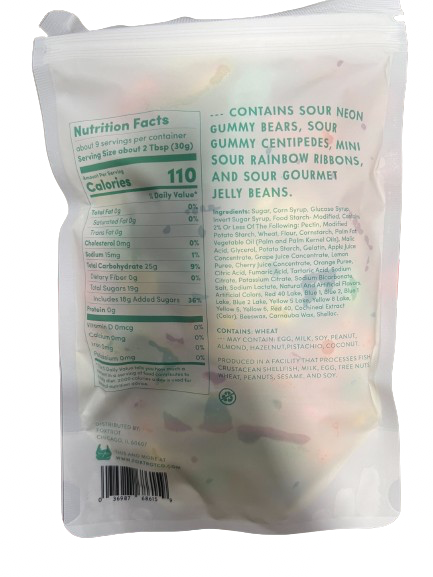 Nutrition Facts
about 9 servings per container
Serving Size about 2 Tbsp (30g)
Amount Per Serving
Calories 110
% Daily Value*
Total Fat 0g 0%
Saturated Fat 0g 0%
Trans Fat 0g
Cholesterol 0mg 0%
Sodium 15mg 1%
Total Carbohydrate 25g 9%
Dietary Fiber 0g 0%
Total Sugars 19g
Includes 18g Added Sugars 36%
Protein 0g
Vitamin D 0mcg 0%
Calcium 0mg 0%
Iron 0mg 0%
Potassium 0mg 0%
--- CONTAINS SOUR NEON
GUMMY BEARS, SOUR
GUMMY CENTIPEDES, MINI
SOUR RAINBOW RIBBONS,
AND SOUR GOURMET
JELLY BEANS.
Ingredients: Sugar, Corn Syrup, Glucose Syrup,
Invert Sugar Syrup, Food Starch- Modified, Contains
2% Or Less Of The Following: Pectin, Modified
Potato Starch, Wheat Flour, Cornstarch, Palm Fat,
Vegetable Oil (Palm and Palm Kernel Oil), Malic
Acid, Glycerol, Potato Starch, Gelatin, Apple Juice
Concentrate, Grape Juice Concentrate, Lemon
Puree, Cherry Juice Concentrate, Orange Puree,
Citric Acid, Fumaric Acid, Tartaric Acid, Sodium
Citrate, Potassium Citrate, Sodium Bicarbonate,
Salt, Sodium Lactate, Natural And Artificial Flavors,
Artificial Colors, Red 40 Lake, Blue 1, Blue 2, Blue 1
Lake, Blue 2 Lake, Yellow 5 Lake, Yellow 6 Lake,
Yellow 5, Yellow 6, Red 40, Cochineal Extract
(Color), Beeswax, Carnauba Wax, Shellac.
CONTAINS: WHEAT
MAY CONTAIN: EGG, MILK, SOY, PEANUT,
ALMOND, HAZELNUT, PISTACHIO, COCONUT.
PRODUCED IN A FACILITY THAT PROCESSES FISH,
CRUSTACEAN SHELLFISH, MILK, EGG, TREE NUTS,
WHEAT, PEANUTS, SESAME, AND SOY.
DISTRIBUTED BY
CHICAGO, IL